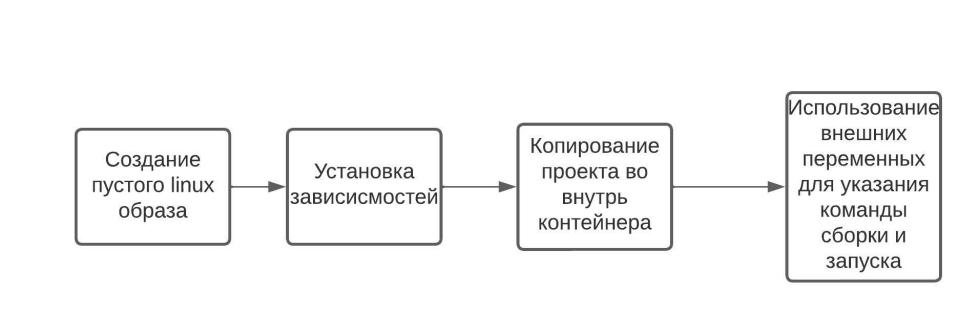 Создание
пустого linux
образа
Установка
зависисмостей
Копирование
проекта во
внутрь
контейнера
Использование
внешних
переменных
для указания
команды
сборки и
запуска